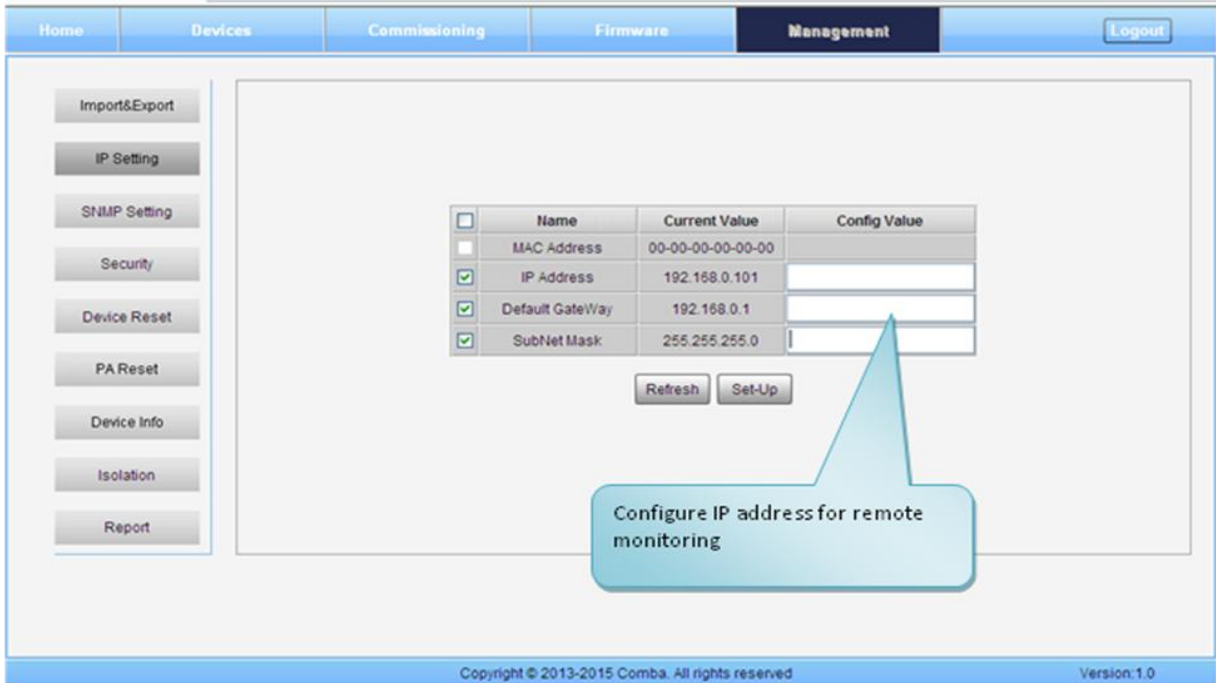 Home Devices Commissioning Firmware Management Logout
Import&Export
IP Setting
SNMP Setting
Security
Device Reset
PA Reset
Device Info
Isolation
Report
Name Current Value Config Value
MAC Address 00-00-00-00-00-00
IP Address 192.168.0.101
Default GateWay 192.168.0.1
SubNet Mask 255.255.255.0
Refresh Set-Up
Configure IP address for remote
monitoring
Copyright © 2013-2015 Comba. All rights reserved Version:1.0